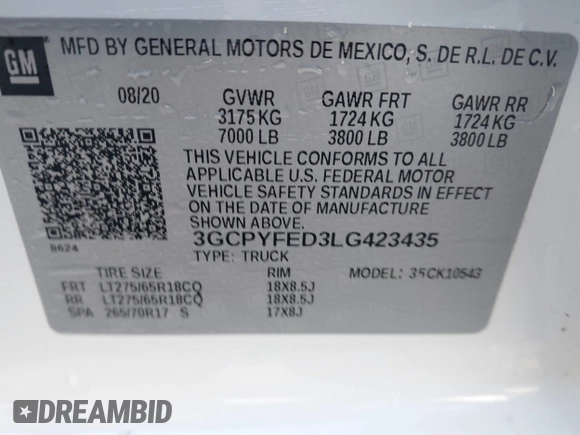 GM
MFD BY GENERAL MOTORS DE MEXICO, S. DE R.L. DE C.V.
08/20 GVWR GAWR FRT GAWR RR
3175 KG 1724 KG 1724 KG
7000 LB 3800 LB 3800 LB
THIS VEHICLE CONFORMS TO ALL
APPLICABLE U.S. FEDERAL MOTOR
VEHICLE SAFETY STANDARDS IN EFFECT
ON THE DATE OF MANUFACTURE
SHOWN ABOVE.
3GCPYFED3LG423435
B624
TYPE: TRUCK
TIRE SIZE RIM MODEL: 35CK10543
FRT LT275/65R18CQ 18X8.5J
RR LT275/65R18CQ 18X8.5J
SPA 265/70R17 S 17X8J
DREAMBID